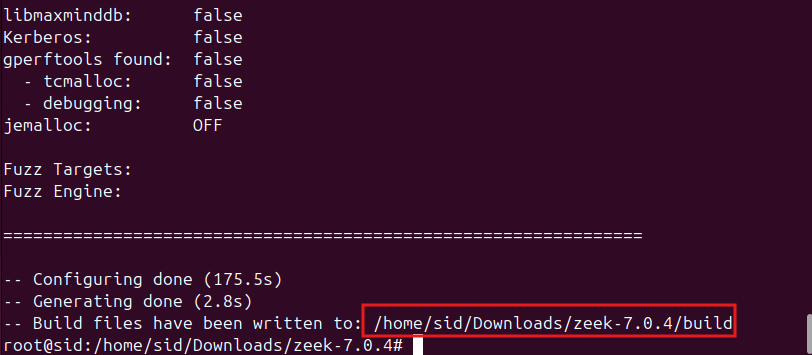 libmaxminddb:      false
Kerberos:          false
gperftools found:  false
  - tcmalloc:      false
  - debugging:     false
jemalloc:          OFF
Fuzz Targets:
Fuzz Engine:
================================================================
-- Configuring done (175.5s)
-- Generating done (2.8s)
-- Build files have been written to: /home/sid/Downloads/zeek-7.0.4/build
root@sid:/home/sid/Downloads/zeek-7.0.4#